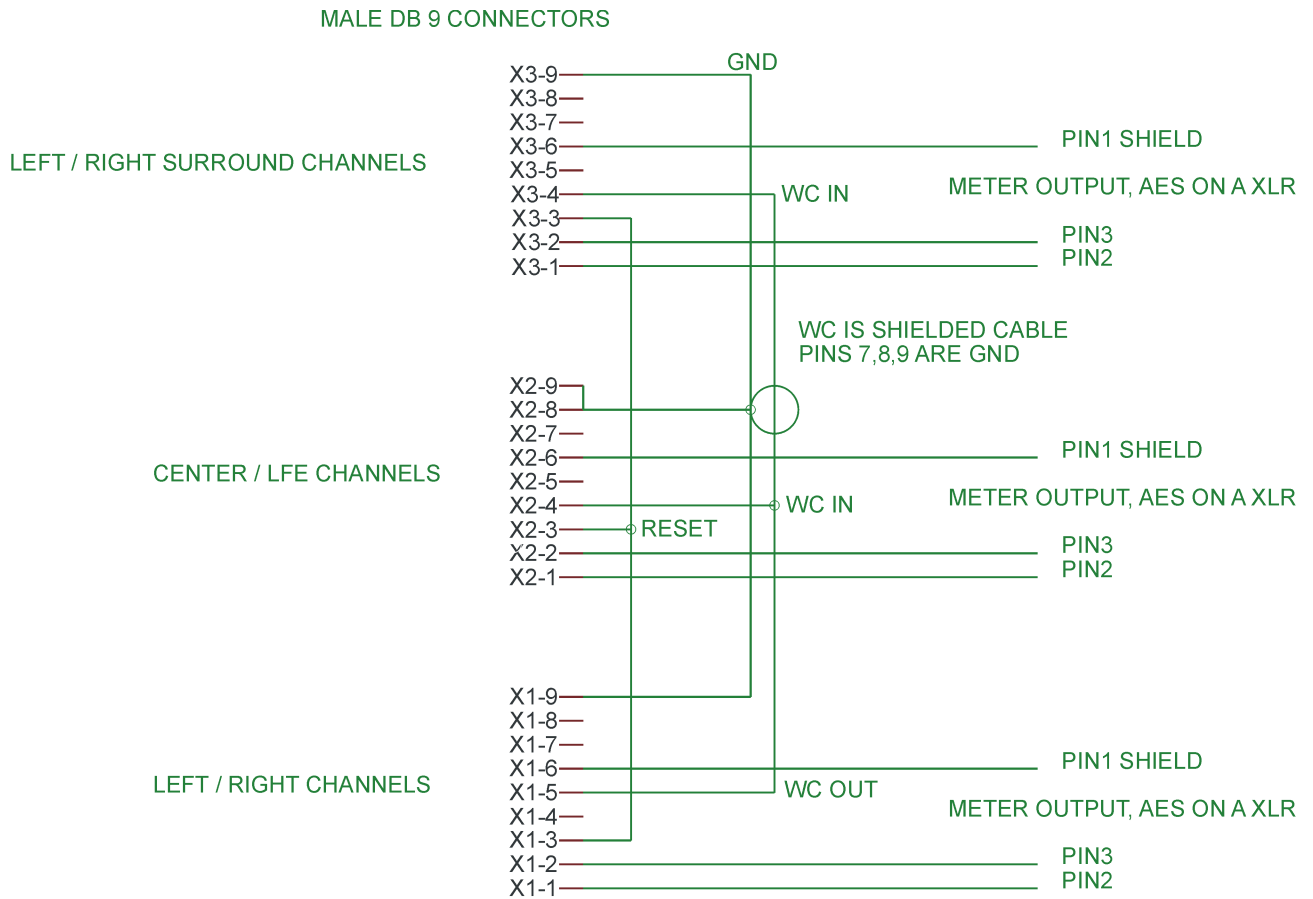 MALE DB 9 CONNECTORS
GND
X3-9
X3-8
X3-7
X3-6
PIN1 SHIELD
LEFT / RIGHT SURROUND CHANNELS
X3-5
X3-4
WC IN
METER OUTPUT, AES ON A XLR
X3-3
X3-2
PIN3
X3-1
PIN2
WC IS SHIELDED CABLE
PINS 7,8,9 ARE GND
X2-9
X2-8
X2-7
X2-6
PIN1 SHIELD
CENTER / LFE CHANNELS
X2-5
X2-4
WC IN
METER OUTPUT, AES ON A XLR
X2-3
RESET
X2-2
PIN3
X2-1
PIN2
X1-9
X1-8
X1-7
X1-6
PIN1 SHIELD
LEFT / RIGHT CHANNELS
X1-5
WC OUT
METER OUTPUT, AES ON A XLR
X1-4
X1-3
X1-2
PIN3
X1-1
PIN2